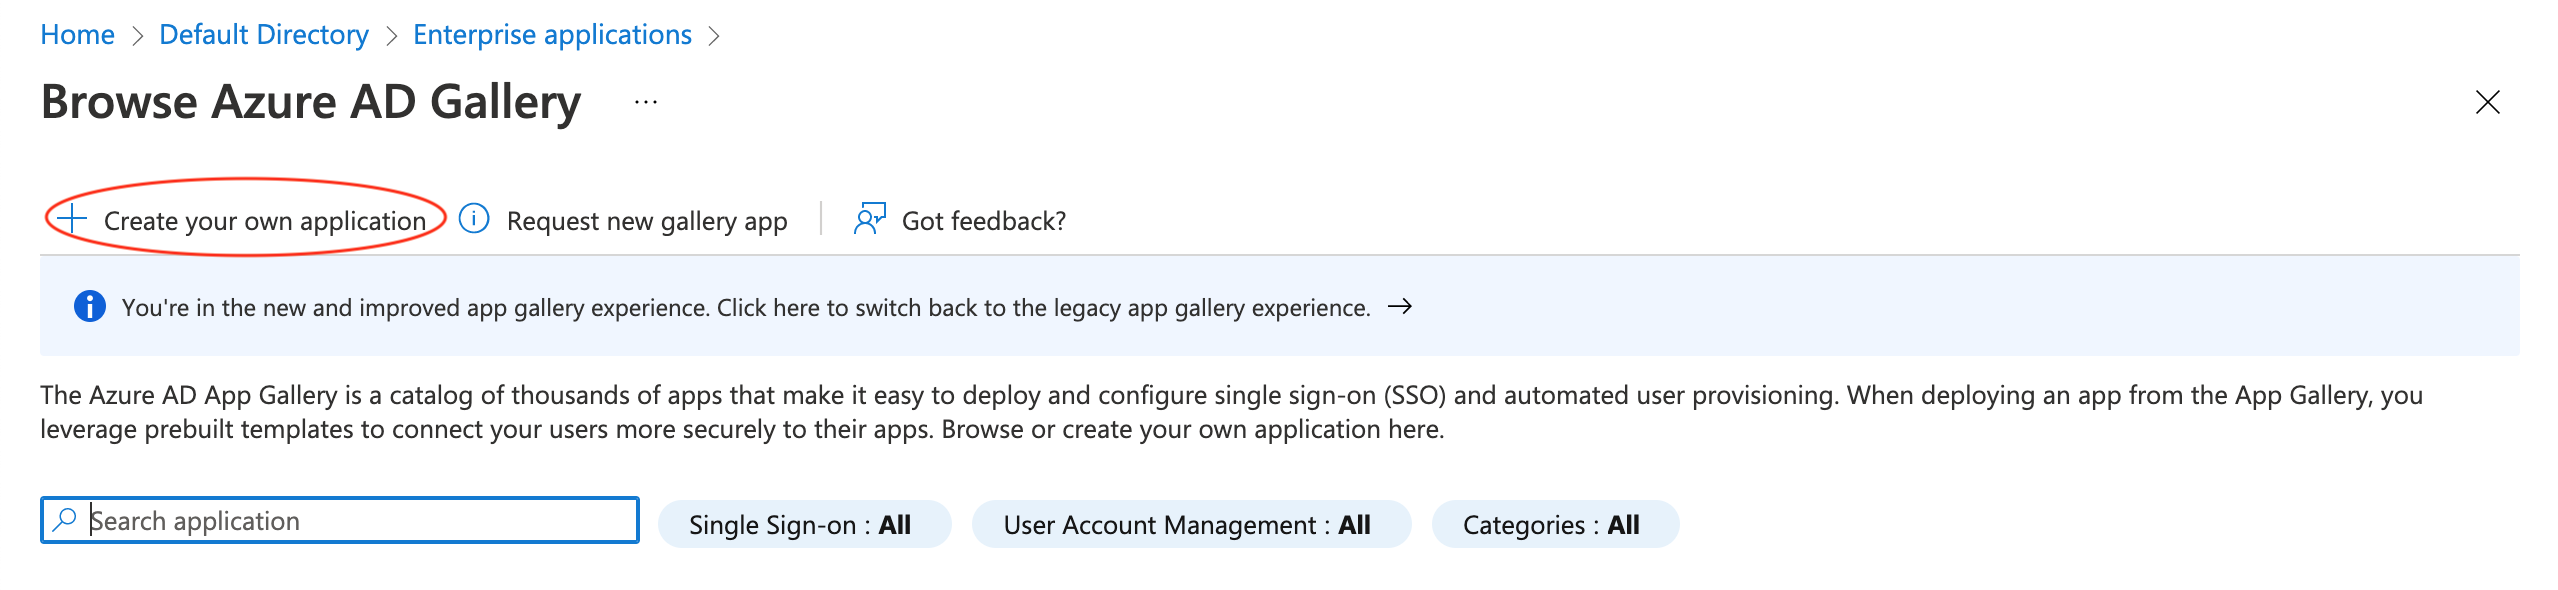 Home > Default Directory > Enterprise applications >
Browse Azure AD Gallery ...
Create your own application Request new gallery app Got feedback?
You're in the new and improved app gallery experience. Click here to switch back to the legacy app gallery experience. →
The Azure AD App Gallery is a catalog of thousands of apps that make it easy to deploy and configure single sign-on (SSO) and automated user provisioning. When deploying an app from the App Gallery, you
leverage prebuilt templates to connect your users more securely to their apps. Browse or create your own application here.
Search application Single Sign-on : All User Account Management : All Categories : All